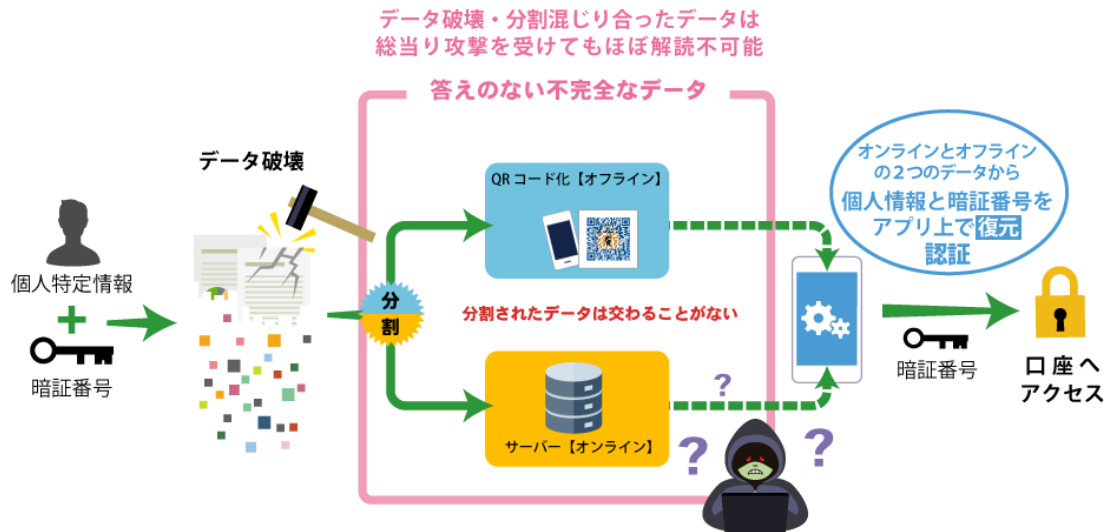 データ破壊・分割混じり合ったデータは
総当り攻撃を受けてもほぼ解読不可能
答えのない不完全なデータ
データ破壊
個人特定情報
+
暗証番号
分
割
QRコード化【オフライン】
分割されたデータは交わることがない
サーバー【オンライン】
?
?
?
オンラインとオフライン
の2つのデータから
個人情報と暗証番号を
アプリ上で復元
認証
暗証番号
口座へ
アクセス